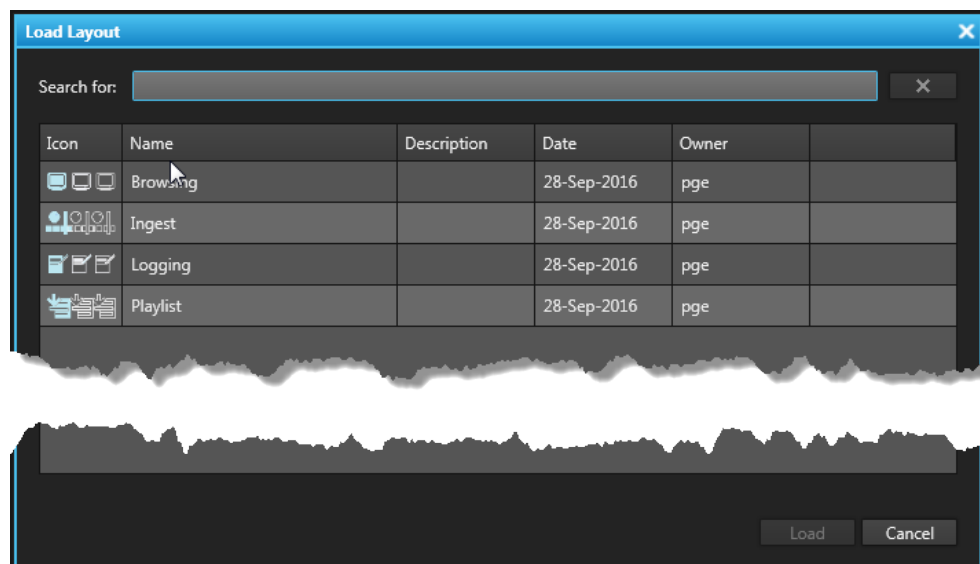 Load Layout
Search for:
Icon Name Description Date Owner
Browsing 28-Sep-2016 pge
Ingest 28-Sep-2016 pge
Logging 28-Sep-2016 pge
Playlist 28-Sep-2016 pge
Load Cancel